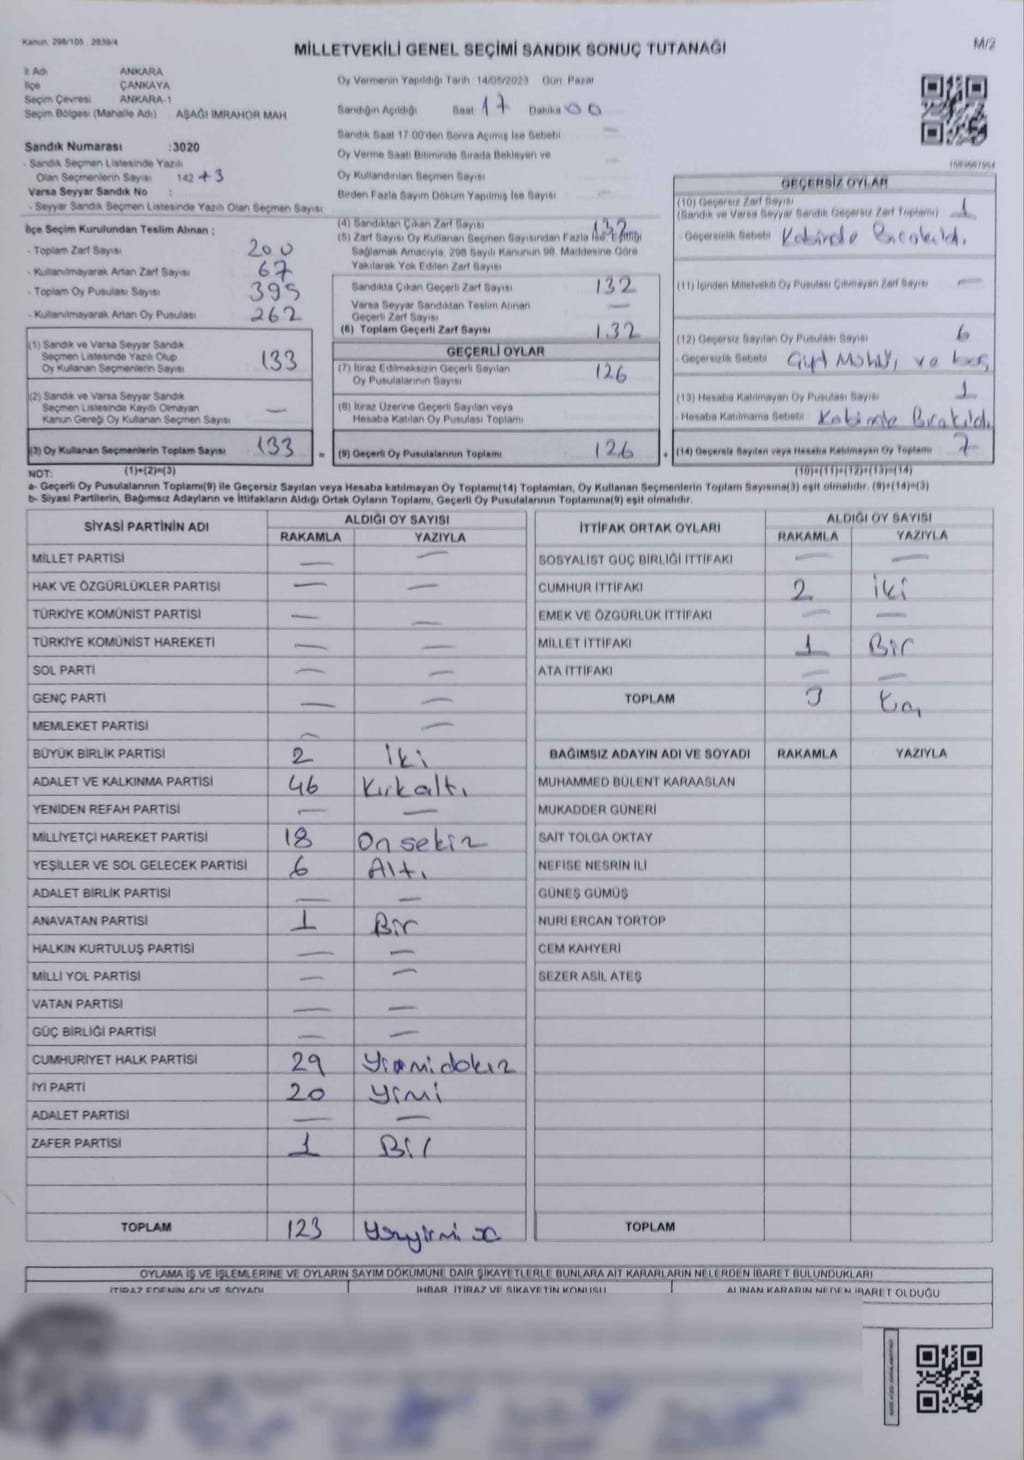 Kanun: 298/105 , 2839/4
MİLLETVEKİLİ GENEL SEÇİMİ SANDIK SONUÇ TUTANAĞI
M/2
İl Adı ANKARA
İlçe ÇANKAYA
Seçim Çevresi ANKARA-1
Seçim Bölgesi (Mahalle Adı) AŞAĞI İMRAHOR MAH
Oy Vermenin Yapıldığı Tarih :14/05/2023 Gün: Pazar
Sandığın Açıldığı Saat 17 Dakika 00
Sandık Saat 17:00'den Sonra Açımış İse Sebebi
Oy Verme Saati Bitiminde Sırada Bekleyen ve
Oy Kullandırılan Seçmen Sayısı
Birden Fazla Sayım Döküm Yapılmış İse Sayısı
Sandık Numarası :3020
- Sandık Seçmen Listesinde Yazılı
Olan Seçmenlerin Sayısı 142 +3
Varsa Seyyar Sandık No :
- Seyyar Sandık Seçmen Listesinde Yazılı Olan Seçmen Sayısı
İlçe Seçim Kurulundan Teslim Alınan ;
- Toplam Zarf Sayısı 200
- Kullanılmayarak Artan Zarf Sayısı 67
- Toplam Oy Pusulası Sayısı 395
- Kullanılmayarak Artan Oy Pusulası 262
(1) Sandık ve Varsa Seyyar Sandık
Seçmen Listesinde Yazılı Olup
Oy Kullanan Seçmenlerin Sayısı 133
(2) Sandık ve Varsa Seyyar Sandık
Seçmen Listesinde Kayıtlı Olmayan
Kanun Gereği Oy Kullanan Seçmen Sayısı —
(3) Oy Kullanan Seçmenlerin Toplam Sayısı 133 =
(1)+(2)=(3)
(4) Sandıktan Çıkan Zarf Sayısı 132
(5) Zarf Sayısı Oy Kullanan Seçmen Sayısından Fazla İse, Eşitliği
Sağlamak Amacıyla; 298 Sayılı Kanunun 98. Maddesine Göre
Yakılarak Yok Edilen Zarf Sayısı
Sandıkta Çıkan Geçerli Zarf Sayısı 132
Varsa Seyyar Sandıktan Teslim Alınan
Geçerli Zarf Sayısı —
(6) Toplam Geçerli Zarf Sayısı 132
GEÇERLİ OYLAR
(7) İtiraz Edilmeksizin Geçerli Sayılan
Oy Pusulalarının Sayısı 126
(8) İtiraz Üzerine Geçerli Sayılan veya
Hesaba Katılan Oy Pusulası Toplamı
(9) Geçerli Oy Pusulalarının Toplamı 126 +
GEÇERSİZ OYLAR
(10) Geçersiz Zarf Sayısı
(Sandık ve Varsa Seyyar Sandık Geçersiz Zarf Toplamı) 1
- Geçersizlik Sebebi Kabinde Bırakıldı.
(11) İçinden Milletvekili Oy Pusulası Çıkmayan Zarf Sayısı —
(12) Geçersiz Sayılan Oy Pusulası Sayısı 6
- Geçersizlik Sebebi ve boş
(13) Hesaba Katılmayan Oy Pusulası Sayısı 1
- Hesaba Katılmama Sebebi Kabinde Bırakıldı.
(14) Geçersiz Sayılan veya Hesaba Katılmayan Oy Toplamı 7
(10)+(11)+(12)+(13)=(14)
NOT:
a- Geçerli Oy Pusulalarının Toplamı(9) ile Geçersiz Sayılan veya Hesaba katılmayan Oy Toplamı(14) Toplamları, Oy Kullanan Seçmenlerin Toplam Sayısına(3) eşit olmalıdır. (9)+(14)=(3)
b- Siyasi Partilerin, Bağımsız Adayların ve İttifakların Aldığı Ortak Oyların Toplamı, Geçerli Oy Pusulalarının Toplamına(9) eşit olmalıdır.
SİYASİ PARTİNİN ADI ALDIĞI OY SAYISI
RAKAMLA YAZIYLA
MİLLET PARTİSİ — —
HAK VE ÖZGÜRLÜKLER PARTİSİ — —
TÜRKİYE KOMÜNİST PARTİSİ — —
TÜRKİYE KOMÜNİST HAREKETİ — —
SOL PARTİ — —
GENÇ PARTİ — —
MEMLEKET PARTİSİ — —
BÜYÜK BİRLİK PARTİSİ 2 İki
ADALET VE KALKINMA PARTİSİ 46 Kırkaltı
YENİDEN REFAH PARTİSİ — —
MİLLİYETÇİ HAREKET PARTİSİ 18 Onsekiz
YEŞİLLER VE SOL GELECEK PARTİSİ 6 Altı
ADALET BİRLİK PARTİSİ — —
ANAVATAN PARTİSİ 1 Bir
HALKIN KURTULUŞ PARTİSİ — —
MİLLİ YOL PARTİSİ — —
VATAN PARTİSİ — —
GÜÇ BİRLİĞİ PARTİSİ — —
CUMHURİYET HALK PARTİSİ 29 Yirmidokız
İYİ PARTİ 20 Yimi
ADALET PARTİSİ — —
ZAFER PARTİSİ 1 Bir
TOPLAM 123
İTTİFAK ORTAK OYLARI ALDIĞI OY SAYISI
RAKAMLA YAZIYLA
SOSYALİST GÜÇ BİRLİĞİ İTTİFAKI — —
CUMHUR İTTİFAKI 2 İki
EMEK VE ÖZGÜRLÜK İTTİFAKI — —
MİLLET İTTİFAKI 1 Bir
ATA İTTİFAKI — —
TOPLAM 3
BAĞIMSIZ ADAYIN ADI VE SOYADI RAKAMLA YAZIYLA
MUHAMMED BÜLENT KARAASLAN
MUKADDER GÜNERİ
SAİT TOLGA OKTAY
NEFİSE NESRİN İLİ
GÜNEŞ GÜMÜŞ
NURİ ERCAN TORTOP
CEM KAHYERİ
SEZER ASİL ATEŞ
TOPLAM
OYLAMA İŞ VE İŞLEMLERİNE VE OYLARIN SAYIM DÖKÜMÜNE DAİR ŞİKAYETLERLE BUNLARA AİT KARARLARIN NELERDEN İBARET BULUNDUKLARI
İTİRAZ EDENİN ADI VE SOYADI İHBAR, İTİRAZ VE ŞİKAYETİN KONUSU ALINAN KARARIN NEDEN İBARET OLDUĞU